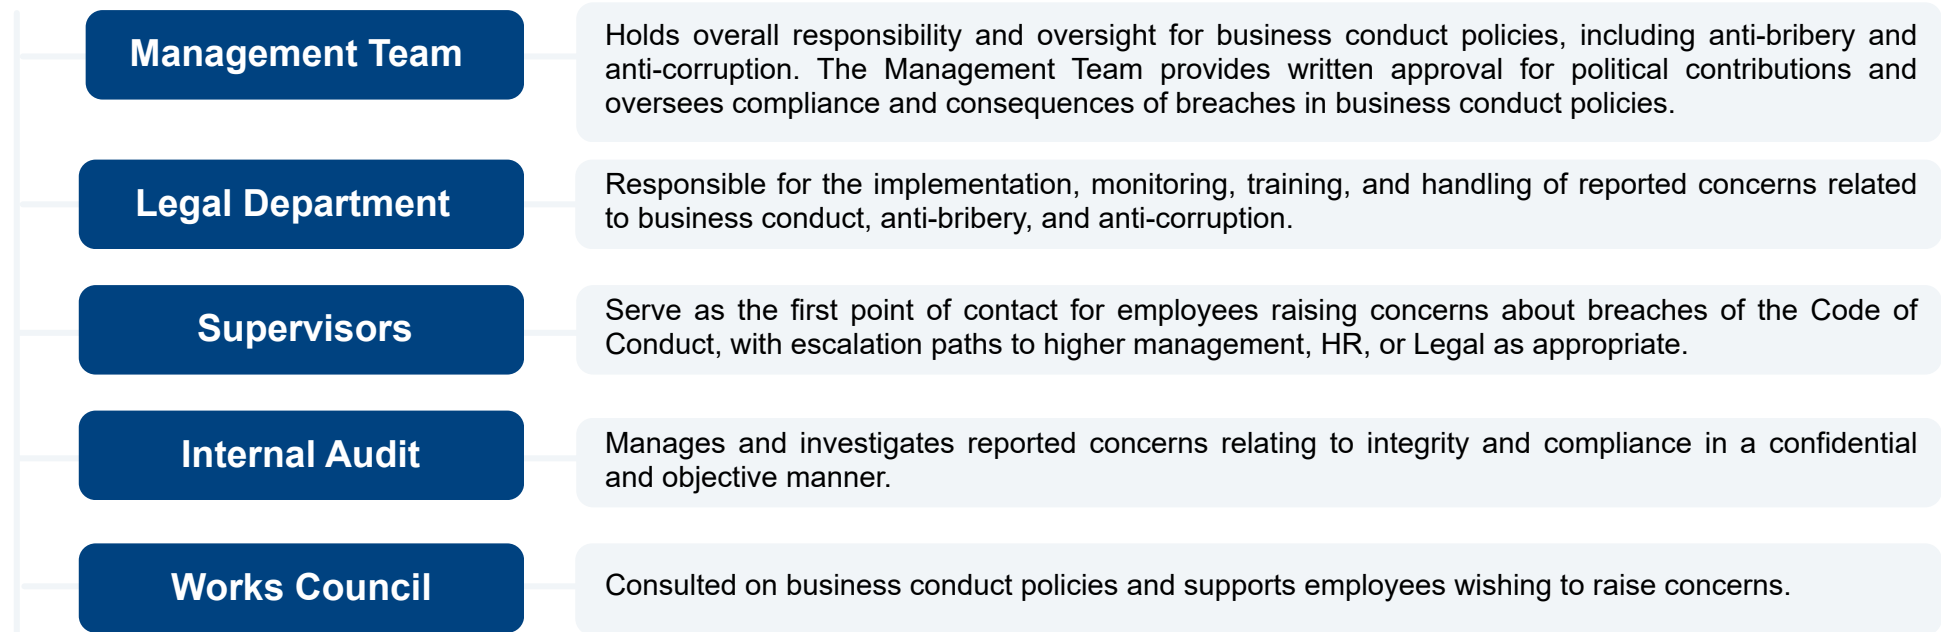 Management Team
Holds overall responsibility and oversight for business conduct policies, including anti-bribery and
anti-corruption. The Management Team provides written approval for political contributions and
oversees compliance and consequences of breaches in business conduct policies.
Legal Department
Responsible for the implementation, monitoring, training, and handling of reported concerns related
to business conduct, anti-bribery, and anti-corruption.
Supervisors
Serve as the first point of contact for employees raising concerns about breaches of the Code of
Conduct, with escalation paths to higher management, HR, or Legal as appropriate.
Internal Audit
Manages and investigates reported concerns relating to integrity and compliance in a confidential
and objective manner.
Works Council
Consulted on business conduct policies and supports employees wishing to raise concerns.